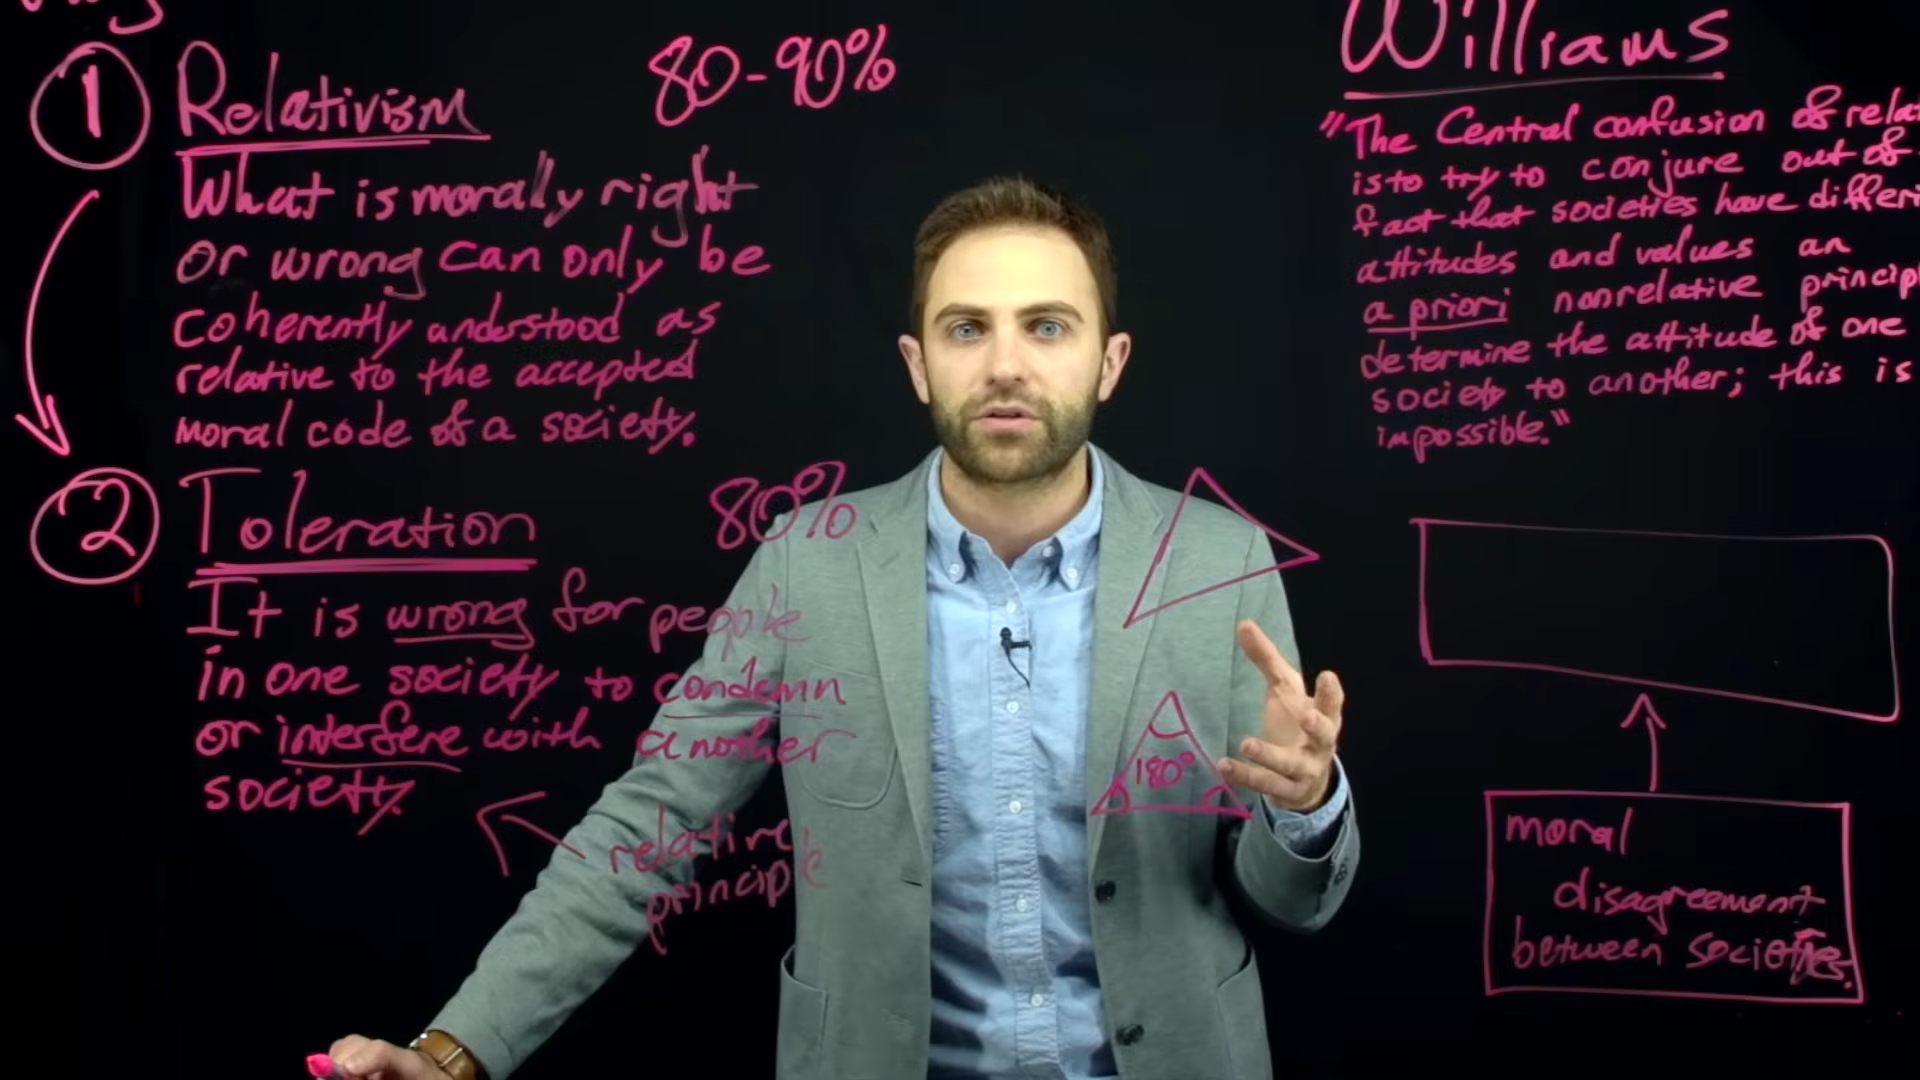 1
Relativism
80-90%
What is morally right
or wrong can only be
coherently understood as
relative to the accepted
moral code of a society.
2
Toleration
80%
It is wrong for people
in one society to condemn
or interfere with another
society.
relative
principle
180°
Williams
"The Central confusion of
is to try to conjure out of
fact that societies have
attitudes and values an
a priori nonrelative
determine the attitude of one
society to another; this is
impossible."
moral
disagreement
between societies.